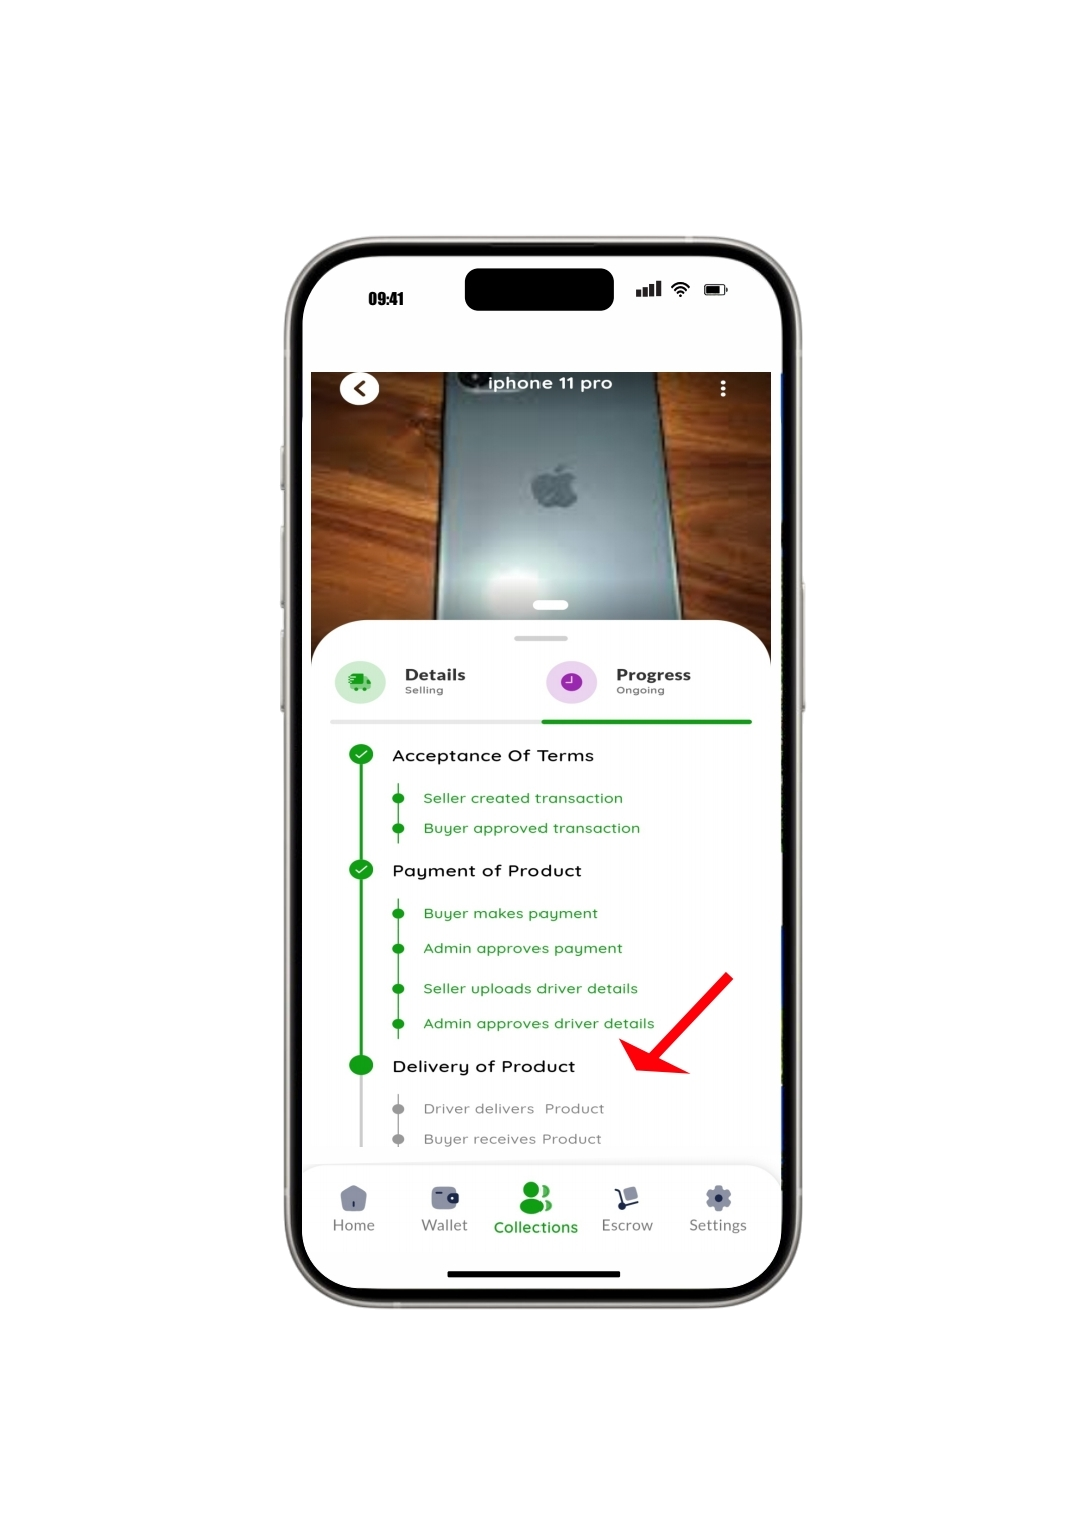 09:41
iphone 11 pro
Details
Selling
Progress
Ongoing
Acceptance Of Terms
Seller created transaction
Buyer approved transaction
Payment of Product
Buyer makes payment
Admin approves payment
Seller uploads driver details
Admin approves driver details
Delivery of Product
Driver delivers Product
Buyer receives Product
Home
Wallet
Collections
Escrow
Settings